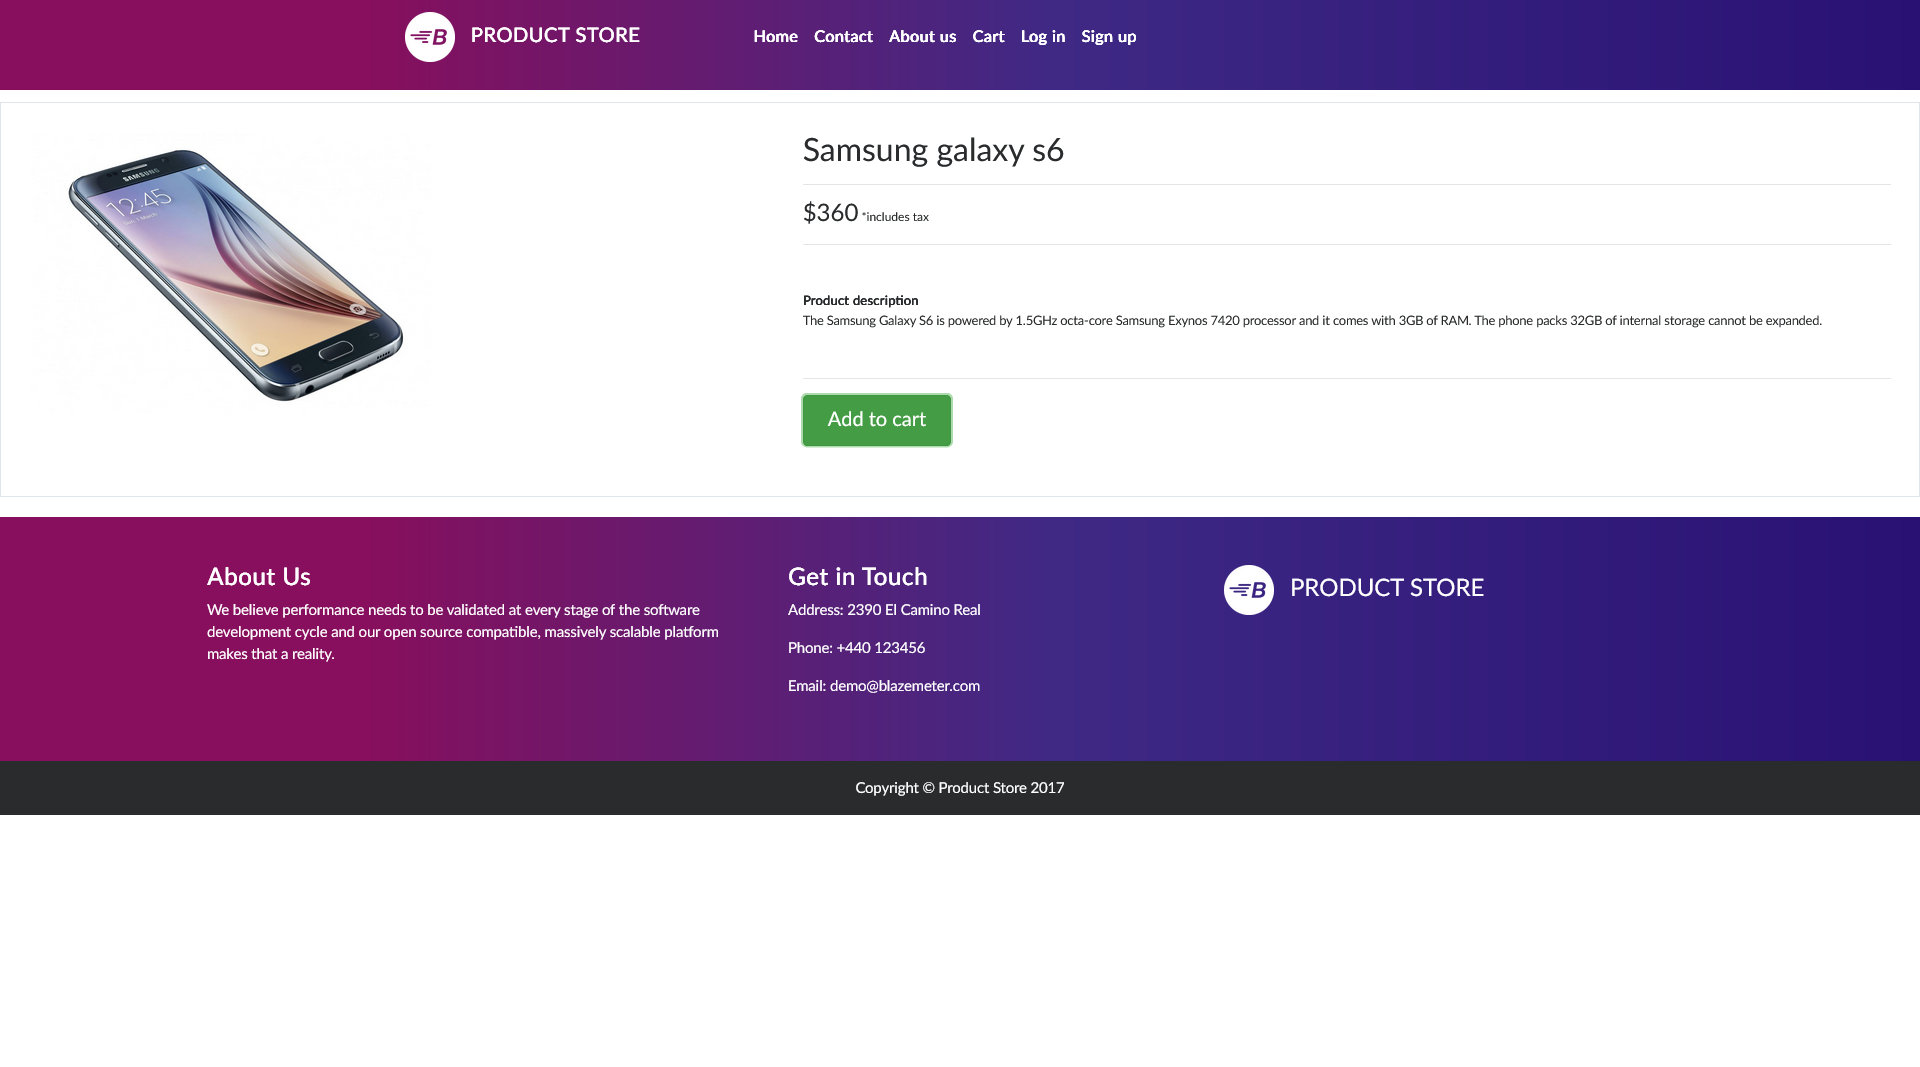 B PRODUCT STORE
Home Contact About us Cart Log in Sign up
SAMSUNG
12:45
Samsung galaxy s6
$360 *includes tax
Product description
The Samsung Galaxy S6 is powered by 1.5GHz octa-core Samsung Exynos 7420 processor and it comes with 3GB of RAM. The phone packs 32GB of internal storage cannot be expanded.
Add to cart
About Us
We believe performance needs to be validated at every stage of the software
development cycle and our open source compatible, massively scalable platform
makes that a reality.
Get in Touch
Address: 2390 El Camino Real
Phone: +440 123456
Email: demo@blazemeter.com
B PRODUCT STORE
Copyright © Product Store 2017